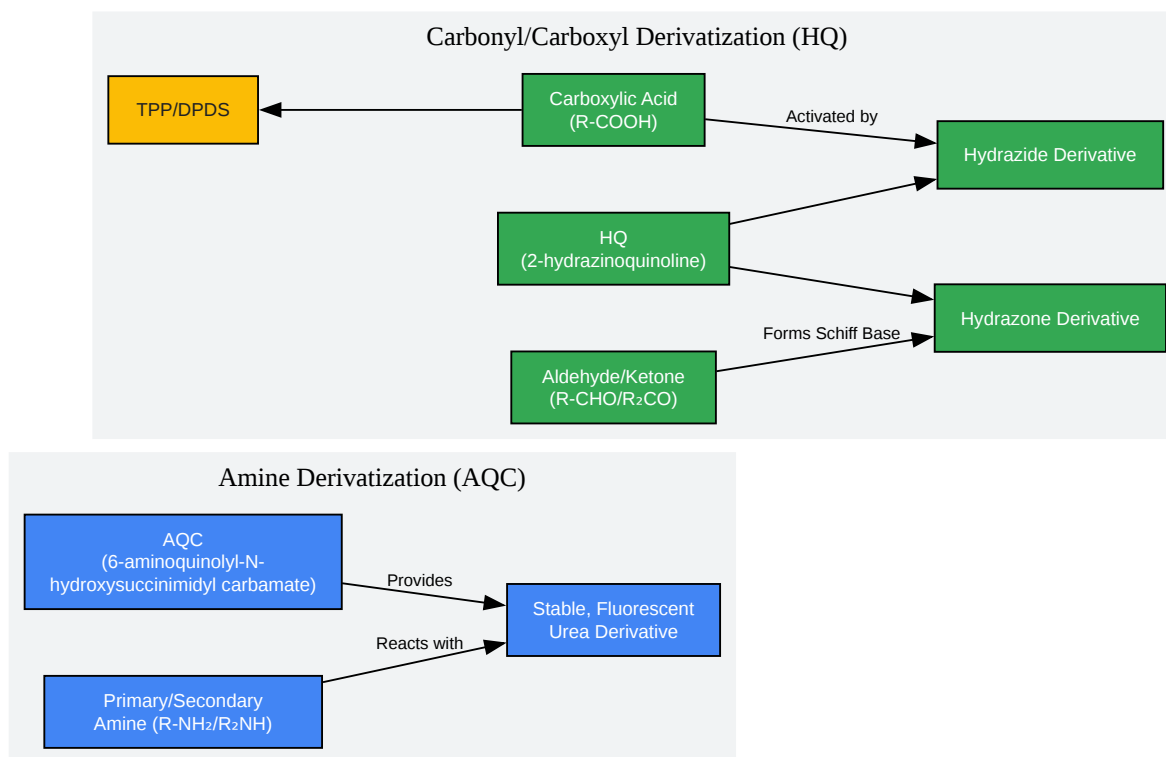 Carbonyl/Carboxyl Derivatization (HQ)
TPP/DPDS
Carboxylic Acid
(R-COOH)
Activated by
Hydrazide Derivative
HQ
(2-hydrazinoquinoline)
Hydrazone Derivative
Forms Schiff Base
Aldehyde/Ketone
(R-CHO/R₂CO)
Amine Derivatization (AQC)
AQC
(6-aminoquinolyl-N-
hydroxysuccinimidyl carbamate)
Provides
Stable, Fluorescent
Urea Derivative
Reacts with
Primary/Secondary
Amine (R-NH₂/R₂NH)